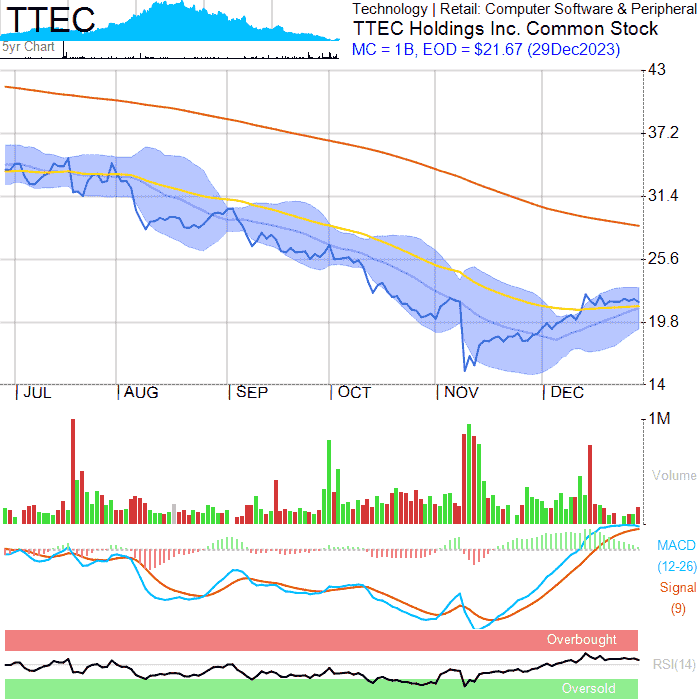 TTEC
5yr Chart
Technology | Retail: Computer Software & Peripheral
TTEC Holdings Inc. Common Stock
MC = 1B, EOD = $21.67 (29Dec2023)
43
37.2
31.4
25.6
19.8
14
JUL AUG SEP OCT NOV DEC
1M
Volume
MACD
(12-26)
Signal
(9)
Overbought
RSI(14)
Oversold